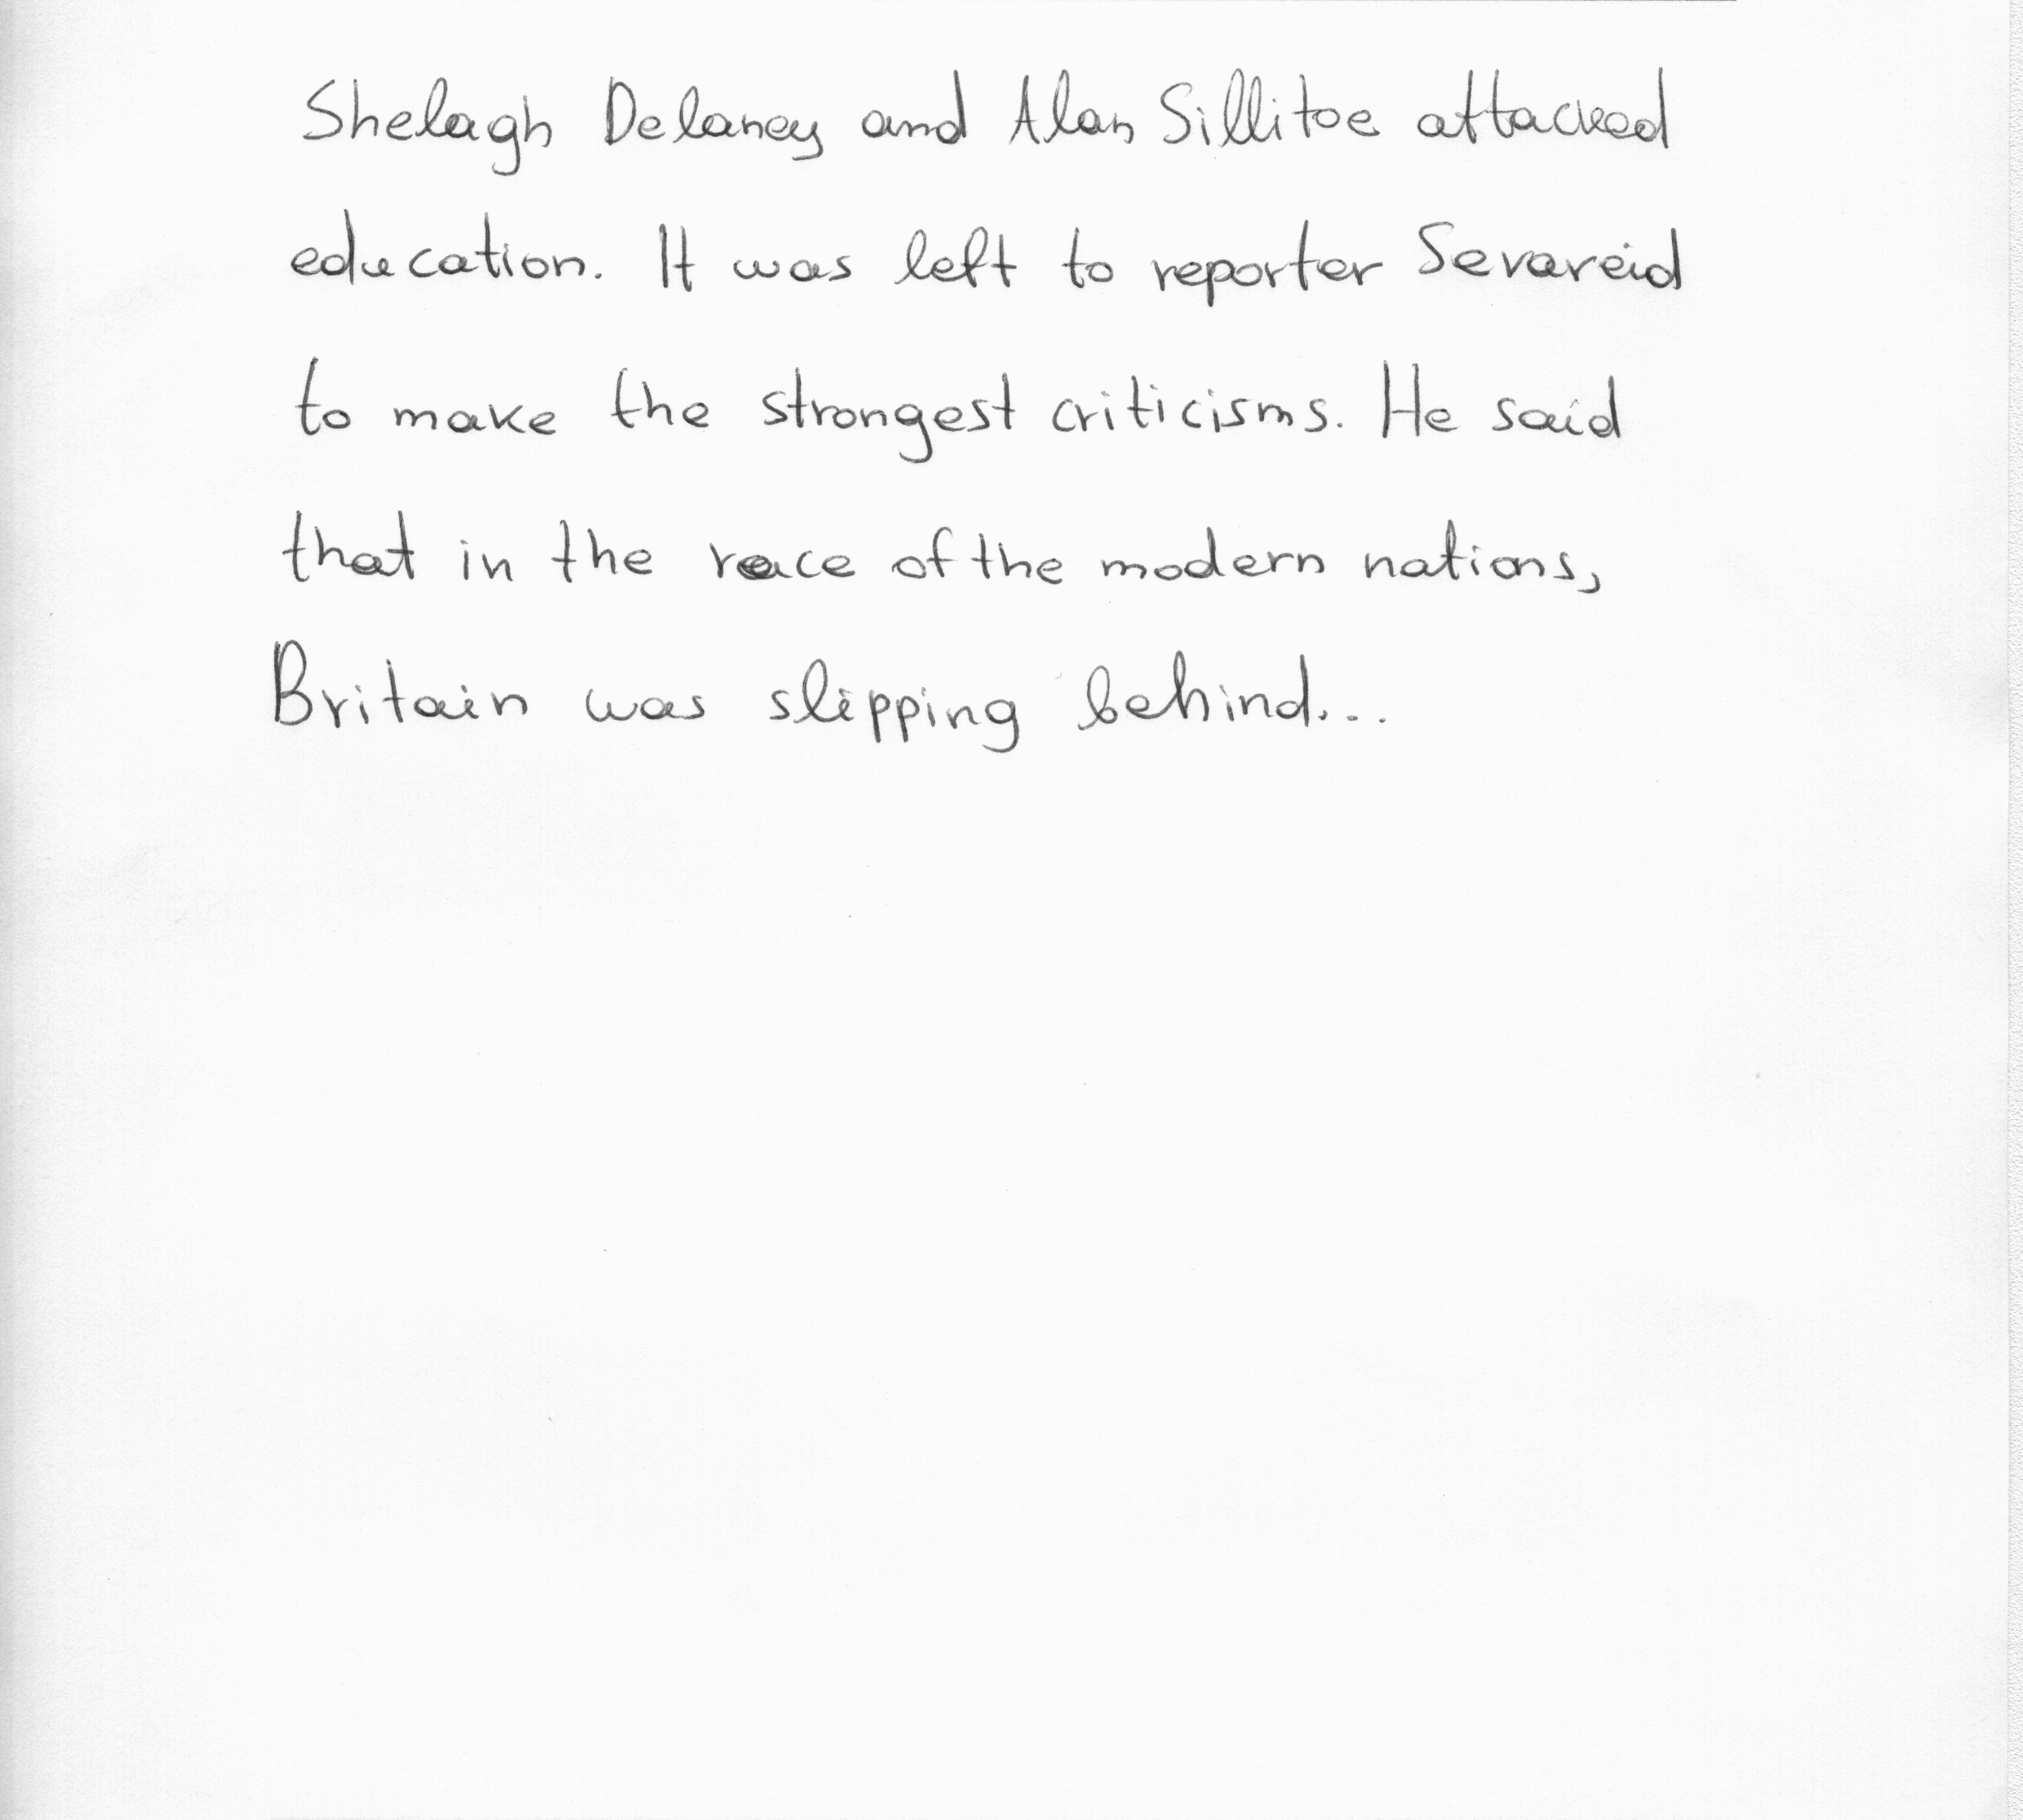 Shelagh Delaney and Alan Sillitoe attacked
education. It was left to reporter Sevareid
to make the strongest criticisms. He said
that in the race of the modern nations,
Britain was slipping behind...